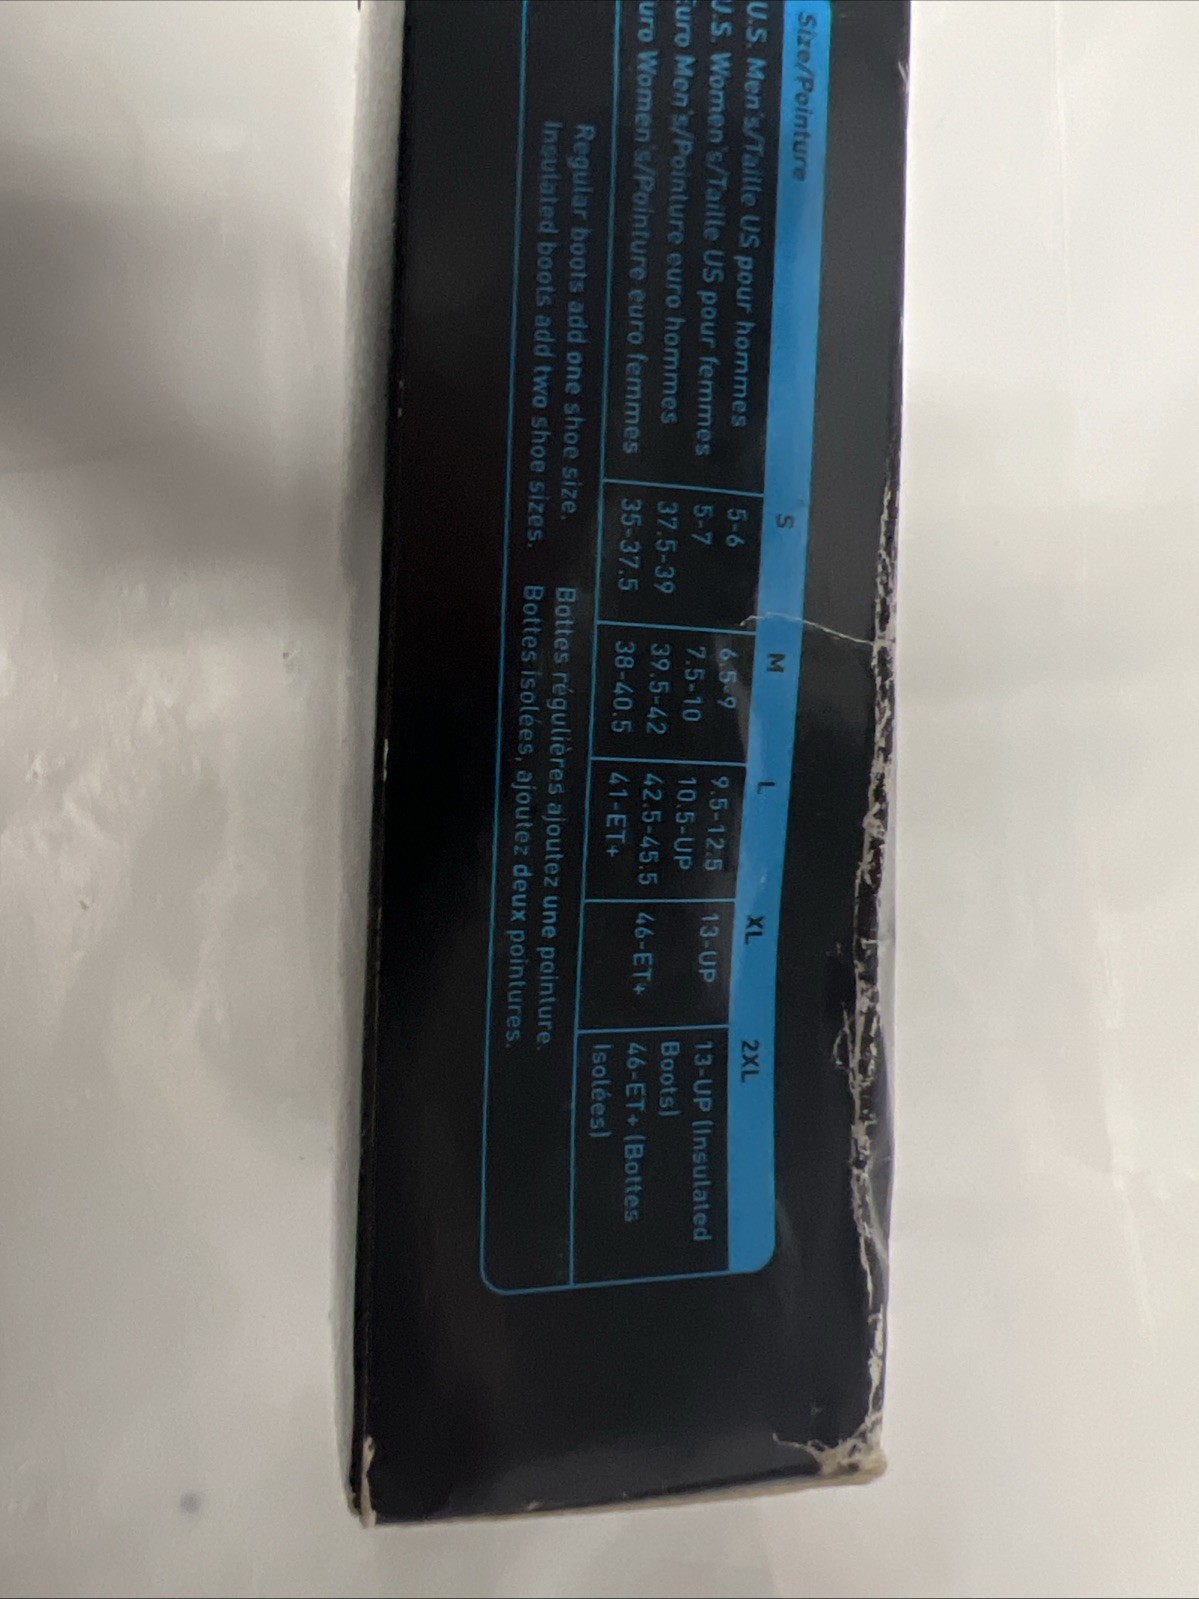 Size/Pointure S M L XL 2XL
U.S. Men's/Taille US pour hommes 5-6 6.5-9 9.5-12.5 13-UP 13-UP (Insulated
U.S. Women's/Taille US pour femmes 5-7 7.5-10 10.5-UP Boots)
uro Men's/Pointure euro hommes 37.5-39 39.5-42 42.5-45.5 46-ET+ 46-ET+ (Bottes
uro Women's/Pointure euro femmes 35-37.5 38-40.5 41-ET+ Isolées)
Regular boots add one shoe size. Bottes régulières ajoutez une pointure.
Insulated boots add two shoe sizes. Bottes isolées, ajoutez deux pointures.